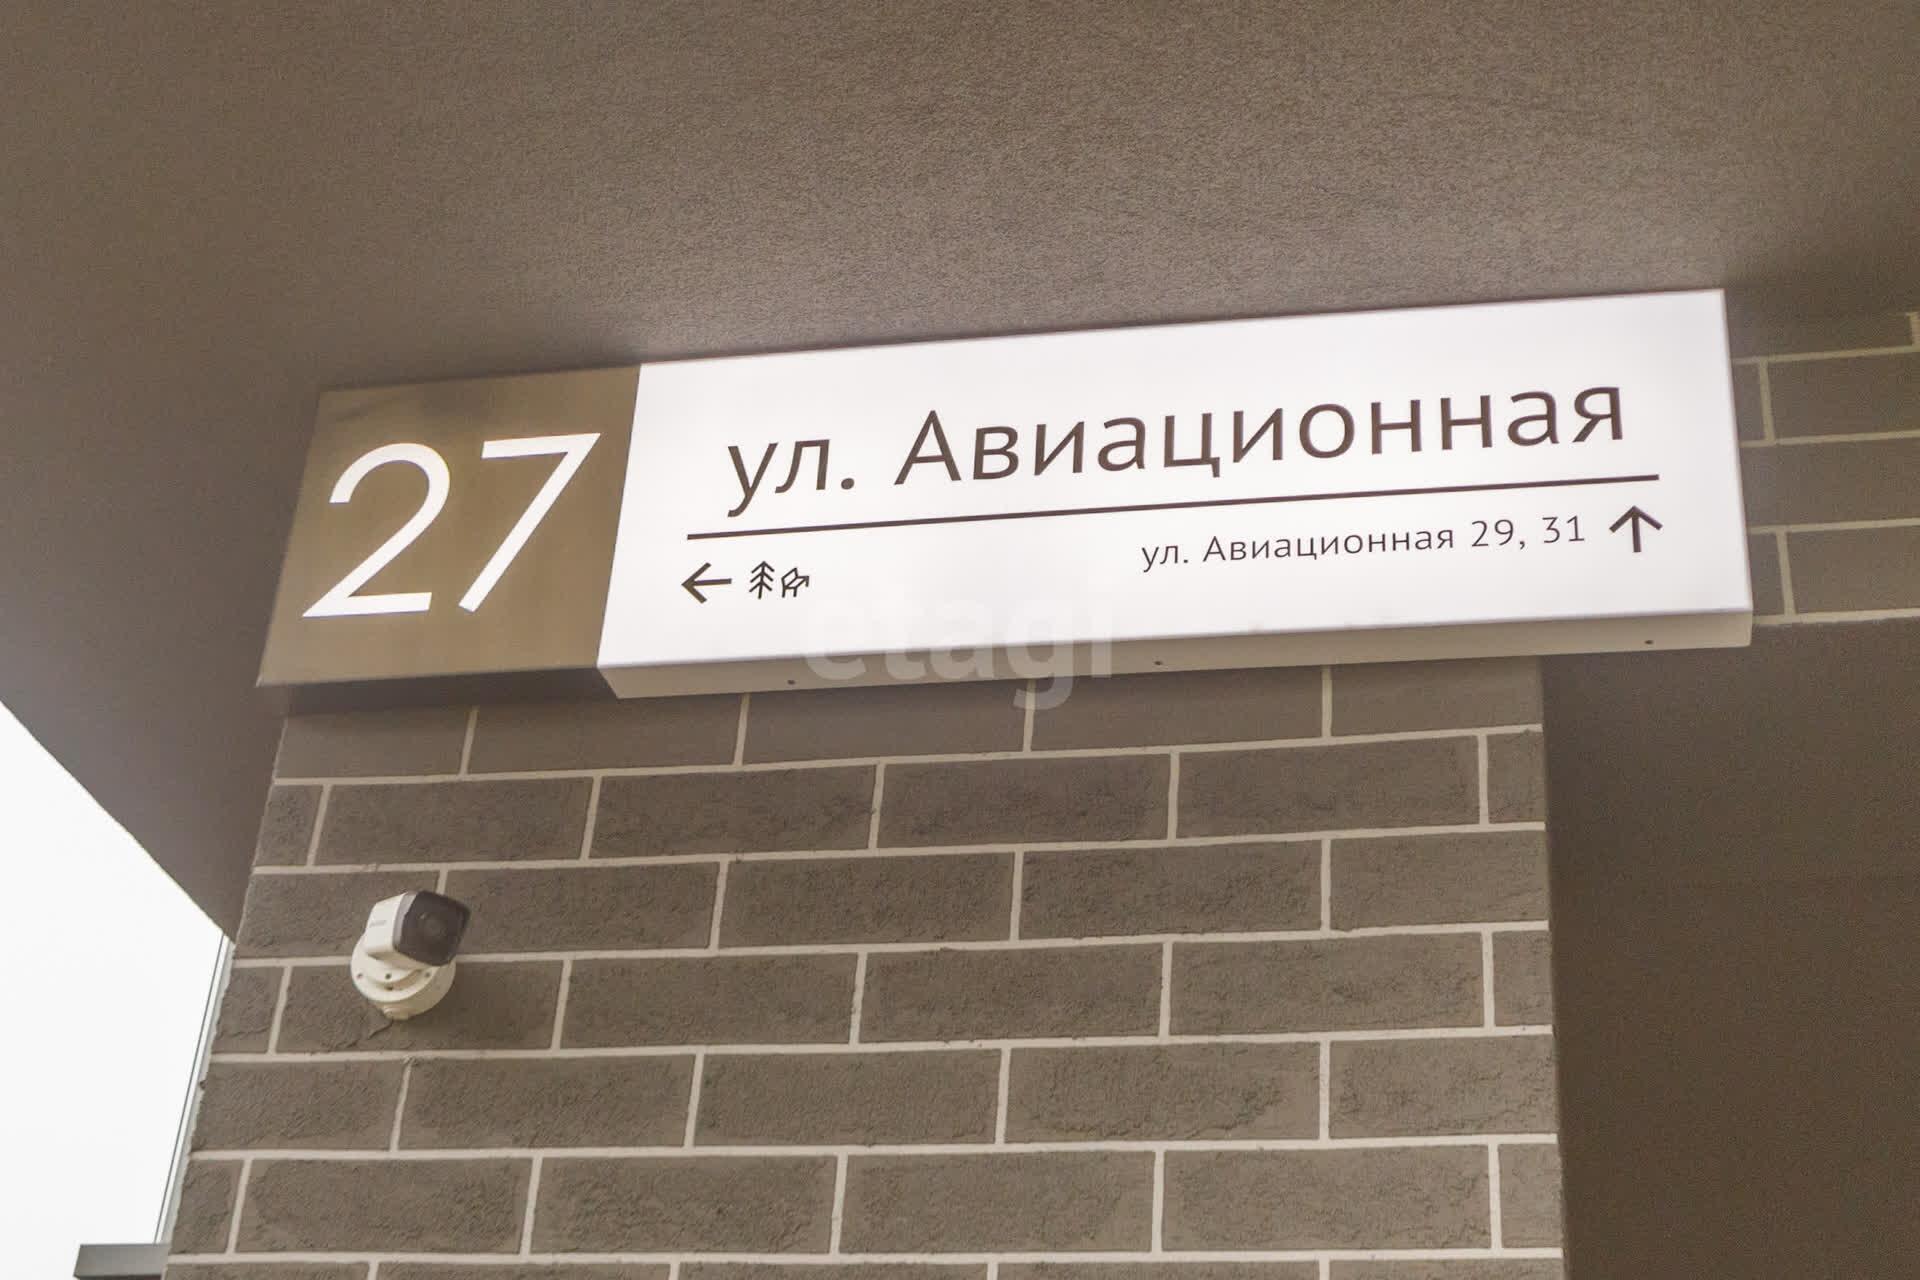 27
ул. Авиационная
ул. Авиационная 29, 31
etagi